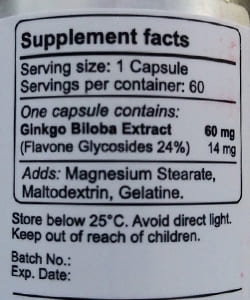 Supplement facts
Serving size: 1 Capsule
Servings per container: 60
One capsule contains:
Ginkgo Biloba Extract 60 mg
(Flavone Glycosides 24%) 14 mg
Adds: Magnesium Stearate,
Maltodextrin, Gelatine.
Store below 25°C. Avoid direct light.
Keep out of reach of children.
Batch No.:
Exp. Date: